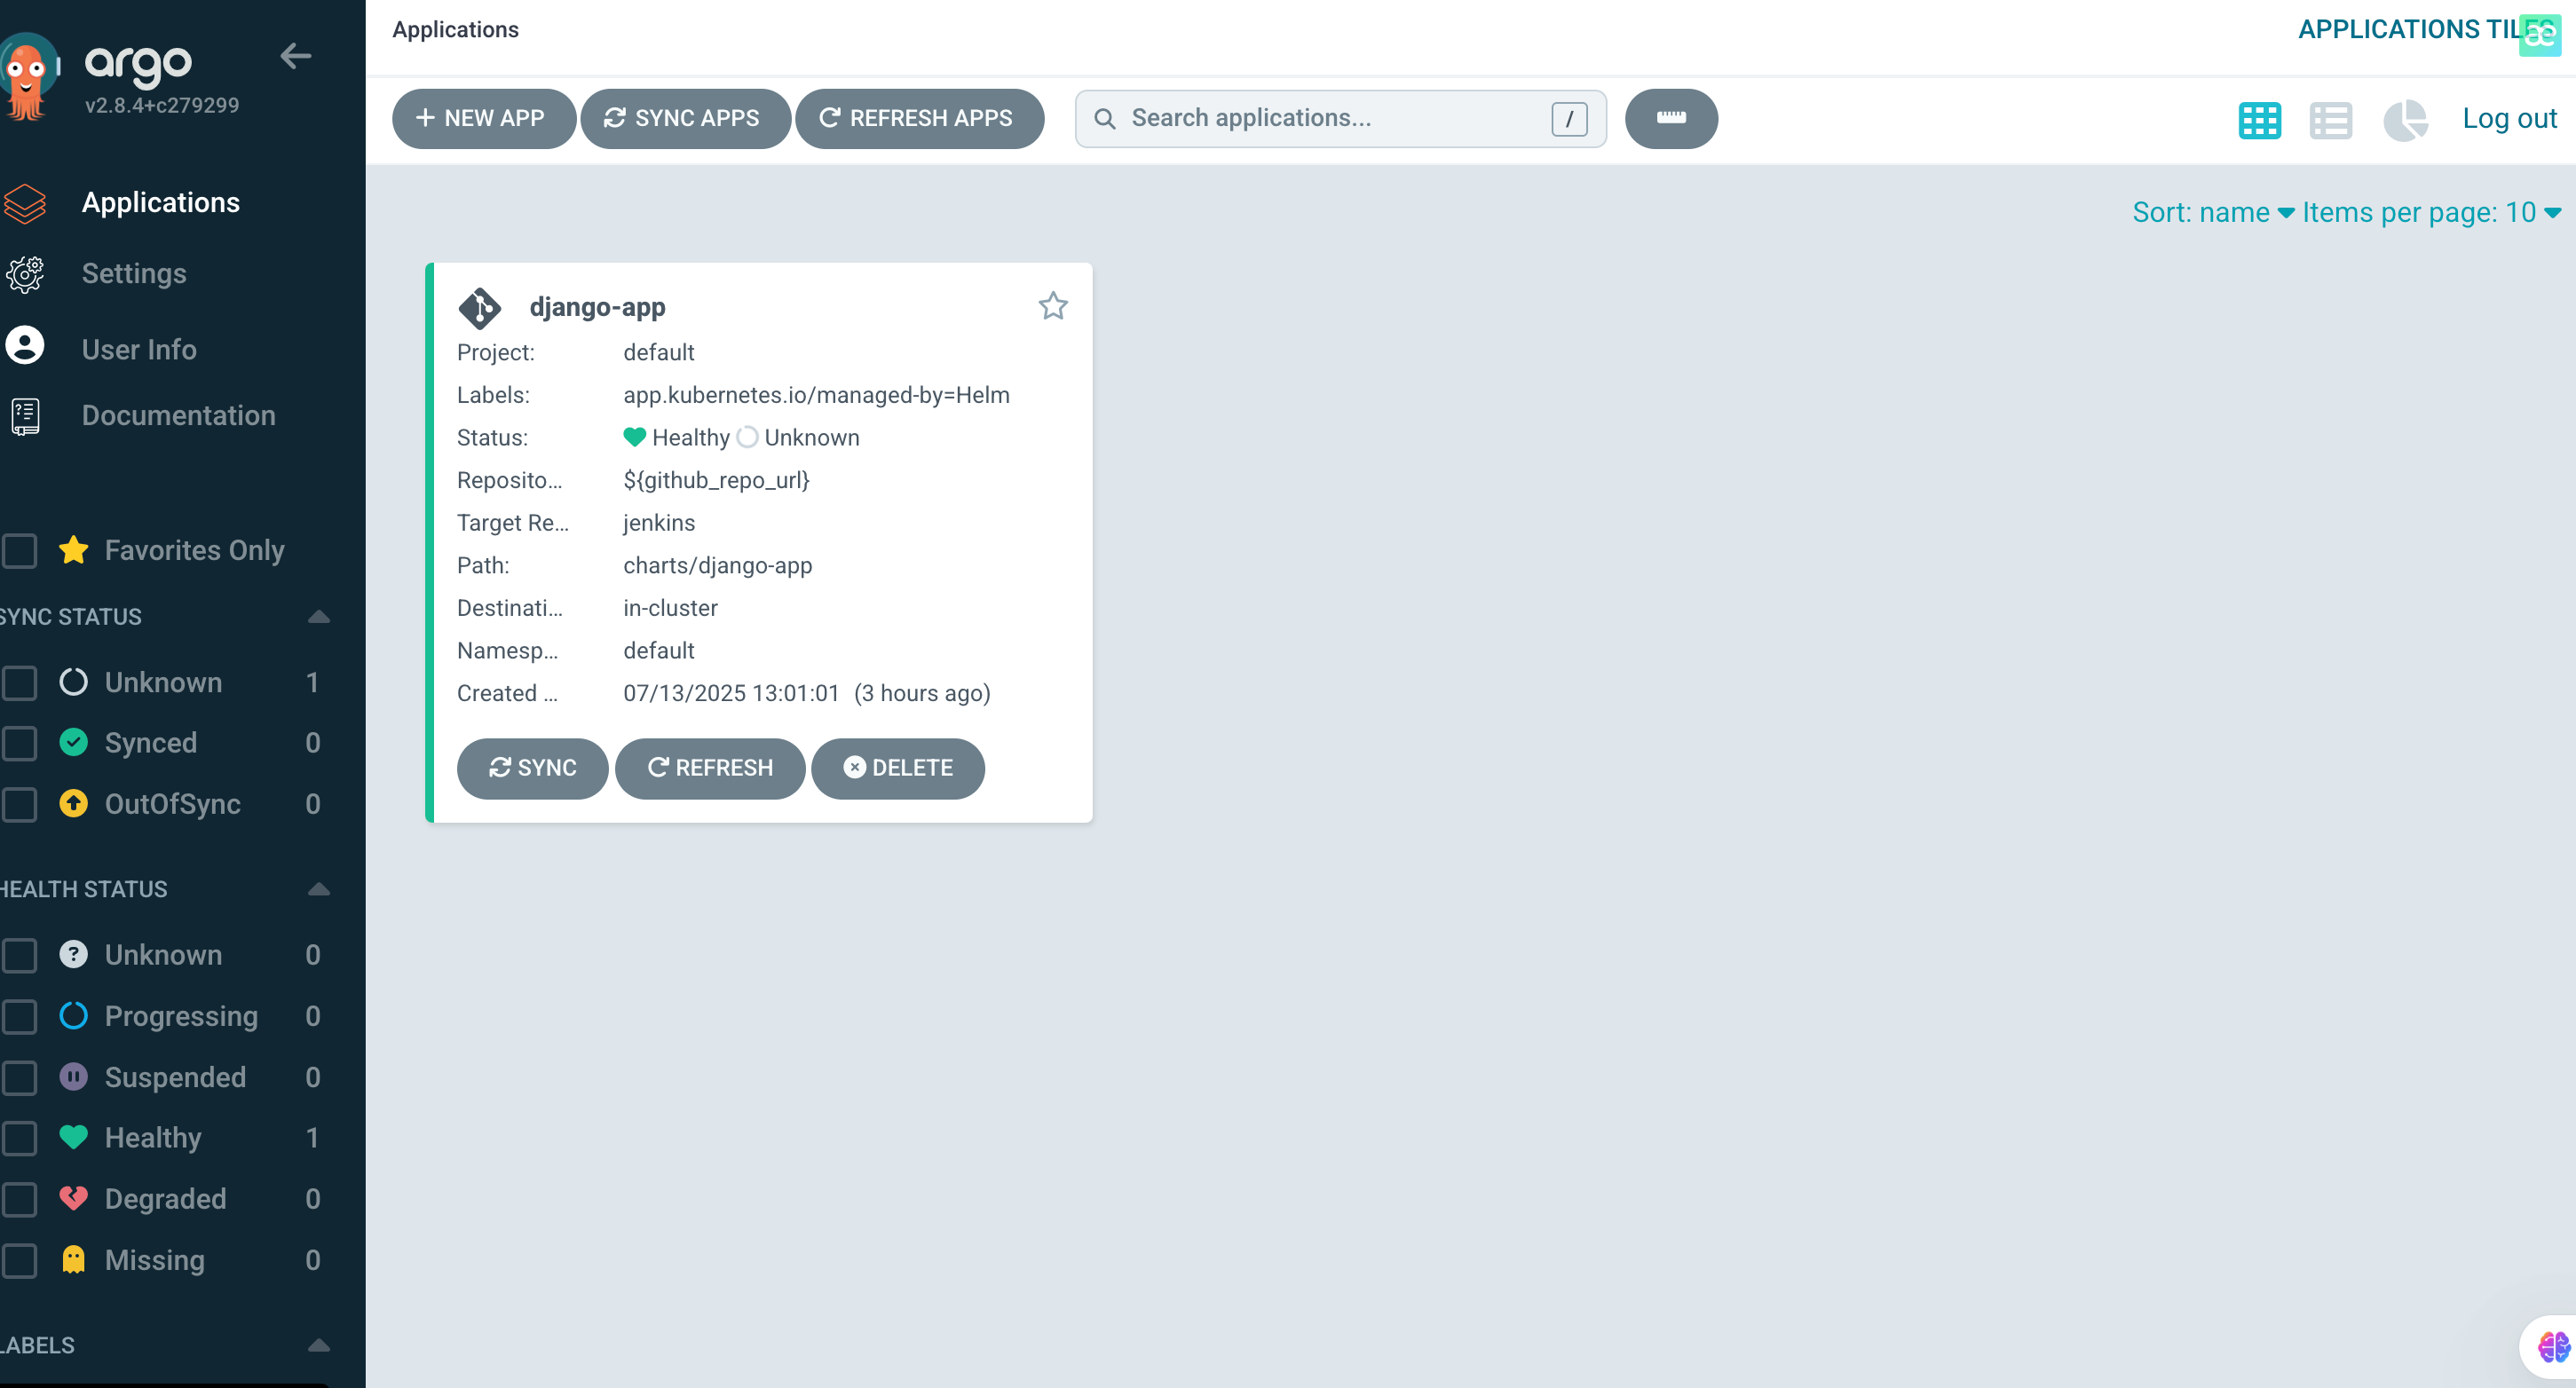 argo
v2.8.4+c279299
Applications
Settings
User Info
Documentation
Favorites Only
SYNC STATUS
Unknown 1
Synced 0
OutOfSync 0
HEALTH STATUS
Unknown 0
Progressing 0
Suspended 0
Healthy 1
Degraded 0
Missing 0
LABELS
Applications
APPLICATIONS TILES
æ
+ NEW APP SYNC APPS REFRESH APPS Search applications... / Log out
Sort: name Items per page: 10
django-app
Project: default
Labels: app.kubernetes.io/managed-by=Helm
Status: Healthy Unknown
Reposito... ${github_repo_url}
Target Re... jenkins
Path: charts/django-app
Destinati... in-cluster
Namesp... default
Created ... 07/13/2025 13:01:01 (3 hours ago)
SYNC REFRESH DELETE